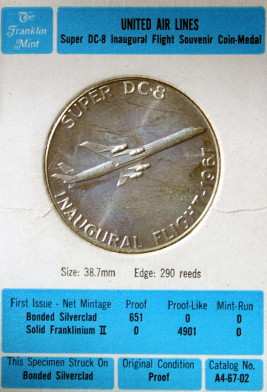 The
Franklin
Mint
UNITED AIR LINES
Super DC-8 Inaugural Flight Souvenir Coin-Medal
SUPER DC-8
INAUGURAL FLIGHT-1967
Size: 38.7mm Edge: 290 reeds
First Issue - Net Mintage Proof Proof-Like Mint-Run
Bonded Silverclad 651 0 0
Solid Franklinium II 0 4901 0
This Specimen Struck On
Bonded Silverclad
Original Condition
Proof
Catalog No.
A4-67-02